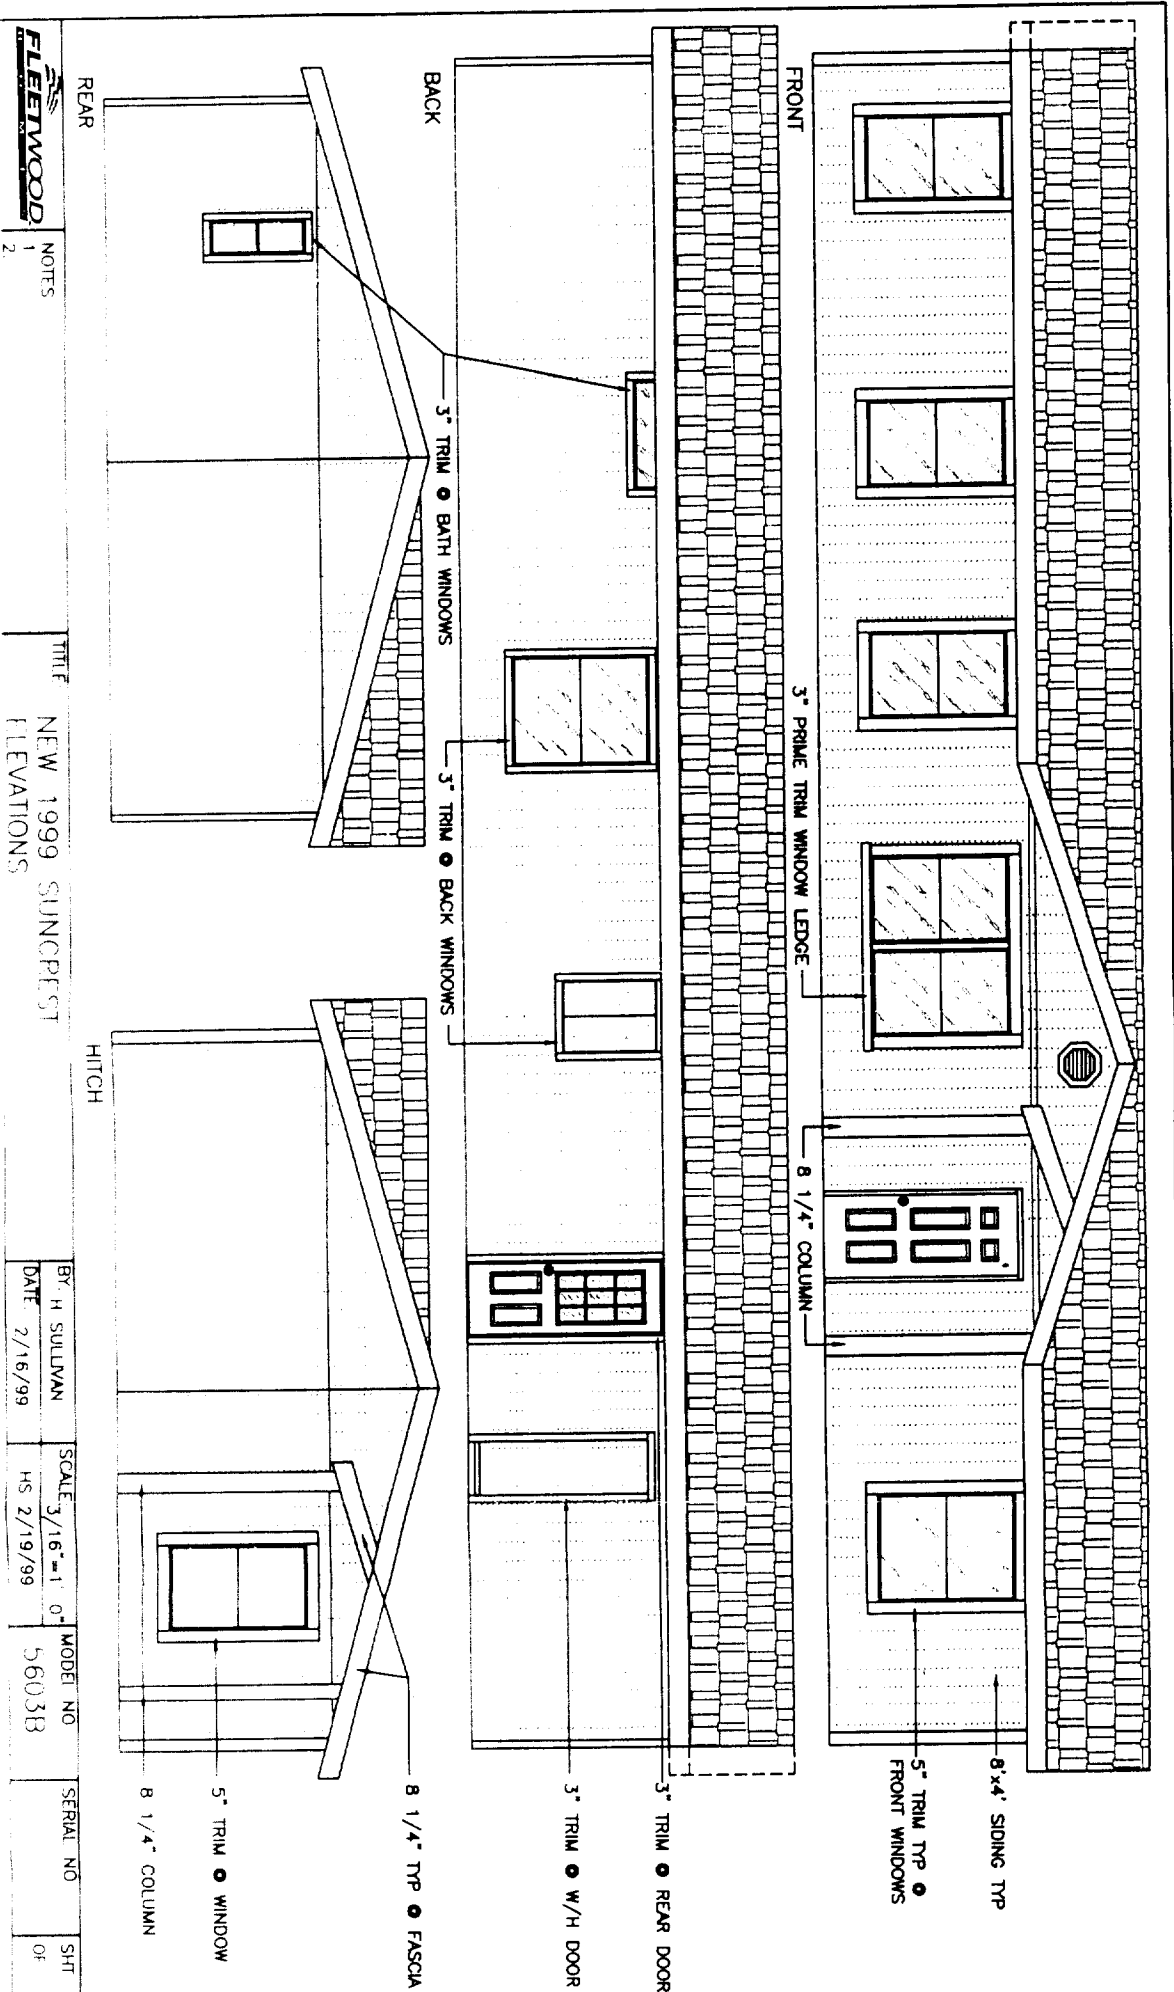 FRONT
8'x4' SIDING TYP
5" TRIM TYP @
FRONT WINDOWS
3" PRIME TRIM WINDOW LEDGE
8 1/4" COLUMN
BACK
3" TRIM @ REAR DOOR
3" TRIM @ W/H DOOR
3" TRIM @ BATH WINDOWS
3" TRIM @ BACK WINDOWS
8 1/4" TYP @ FASCIA
5" TRIM @ WINDOW
8 1/4" COLUMN
REAR
HITCH
FLEETWOOD
NOTES
1
2.
TITLE
NEW 1999 SUNCREST
ELEVATIONS
BY H SULLIVAN
DATE 2/16/99
SCALE 3/16"=1 0"
HS 2/19/99
MODEL NO
5603B
SERIAL NO
SHT
OF